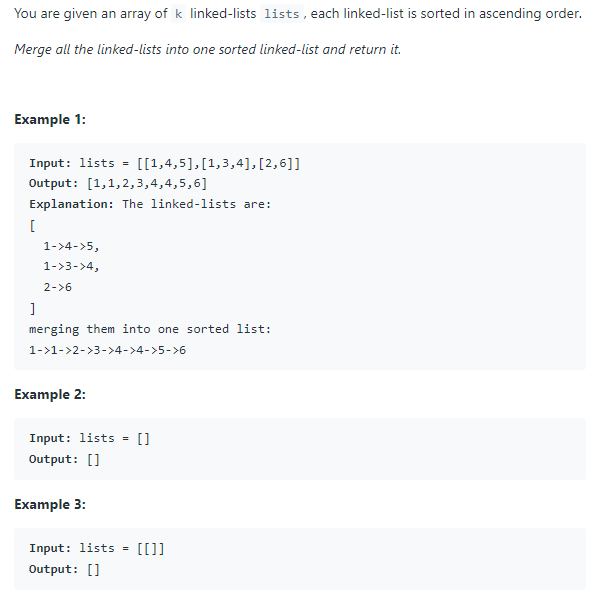 You are given an array of k linked-lists lists, each linked-list is sorted in ascending order.
Merge all the linked-lists into one sorted linked-list and return it.
Example 1:
Input: lists = [[1,4,5],[1,3,4],[2,6]]
Output: [1,1,2,3,4,4,5,6]
Explanation: The linked-lists are:
[
  1->4->5,
  1->3->4,
  2->6
]
merging them into one sorted list:
1->1->2->3->4->4->5->6
Example 2:
Input: lists = []
Output: []
Example 3:
Input: lists = [[]]
Output: []